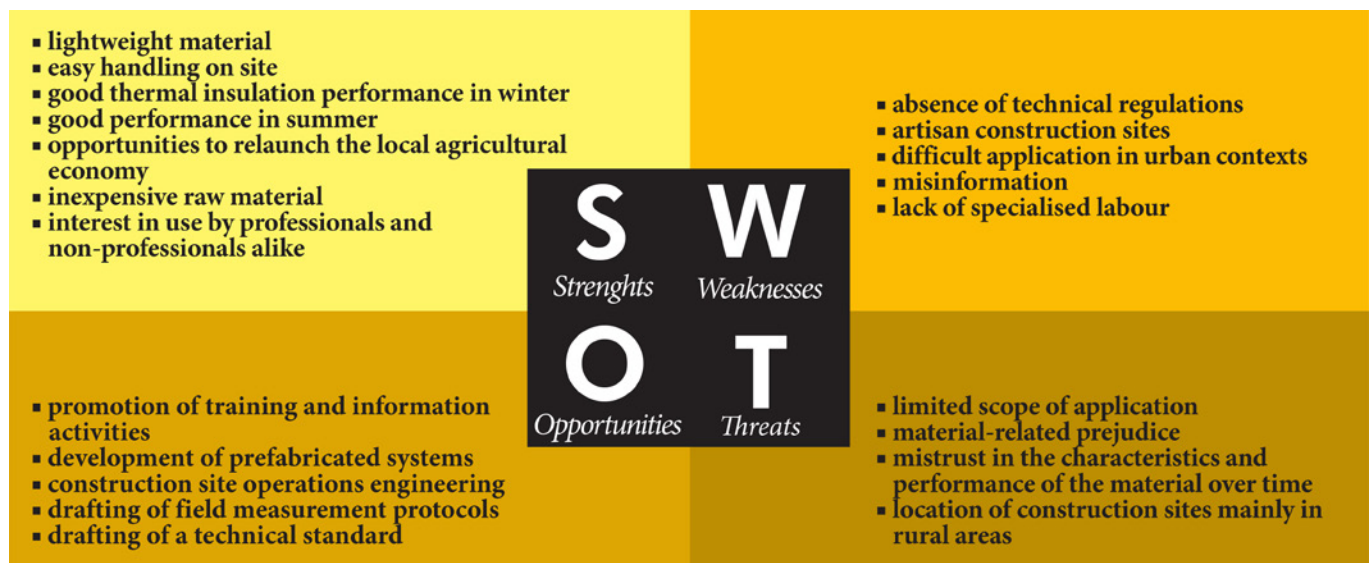 ▪ lightweight material
▪ easy handling on site
▪ good thermal insulation performance in winter
▪ good performance in summer
▪ opportunities to relaunch the local agricultural
economy
▪ inexpensive raw material
▪ interest in use by professionals and
non-professionals alike
▪ absence of technical regulations
▪ artisan construction sites
▪ difficult application in urban contexts
▪ misinformation
▪ lack of specialised labour
S W
Strenghts Weaknesses
O T
Opportunities Threats
▪ promotion of training and information
activities
▪ development of prefabricated systems
▪ construction site operations engineering
▪ drafting of field measurement protocols
▪ drafting of a technical standard
▪ limited scope of application
▪ material-related prejudice
▪ mistrust in the characteristics and
performance of the material over time
▪ location of construction sites mainly in
rural areas